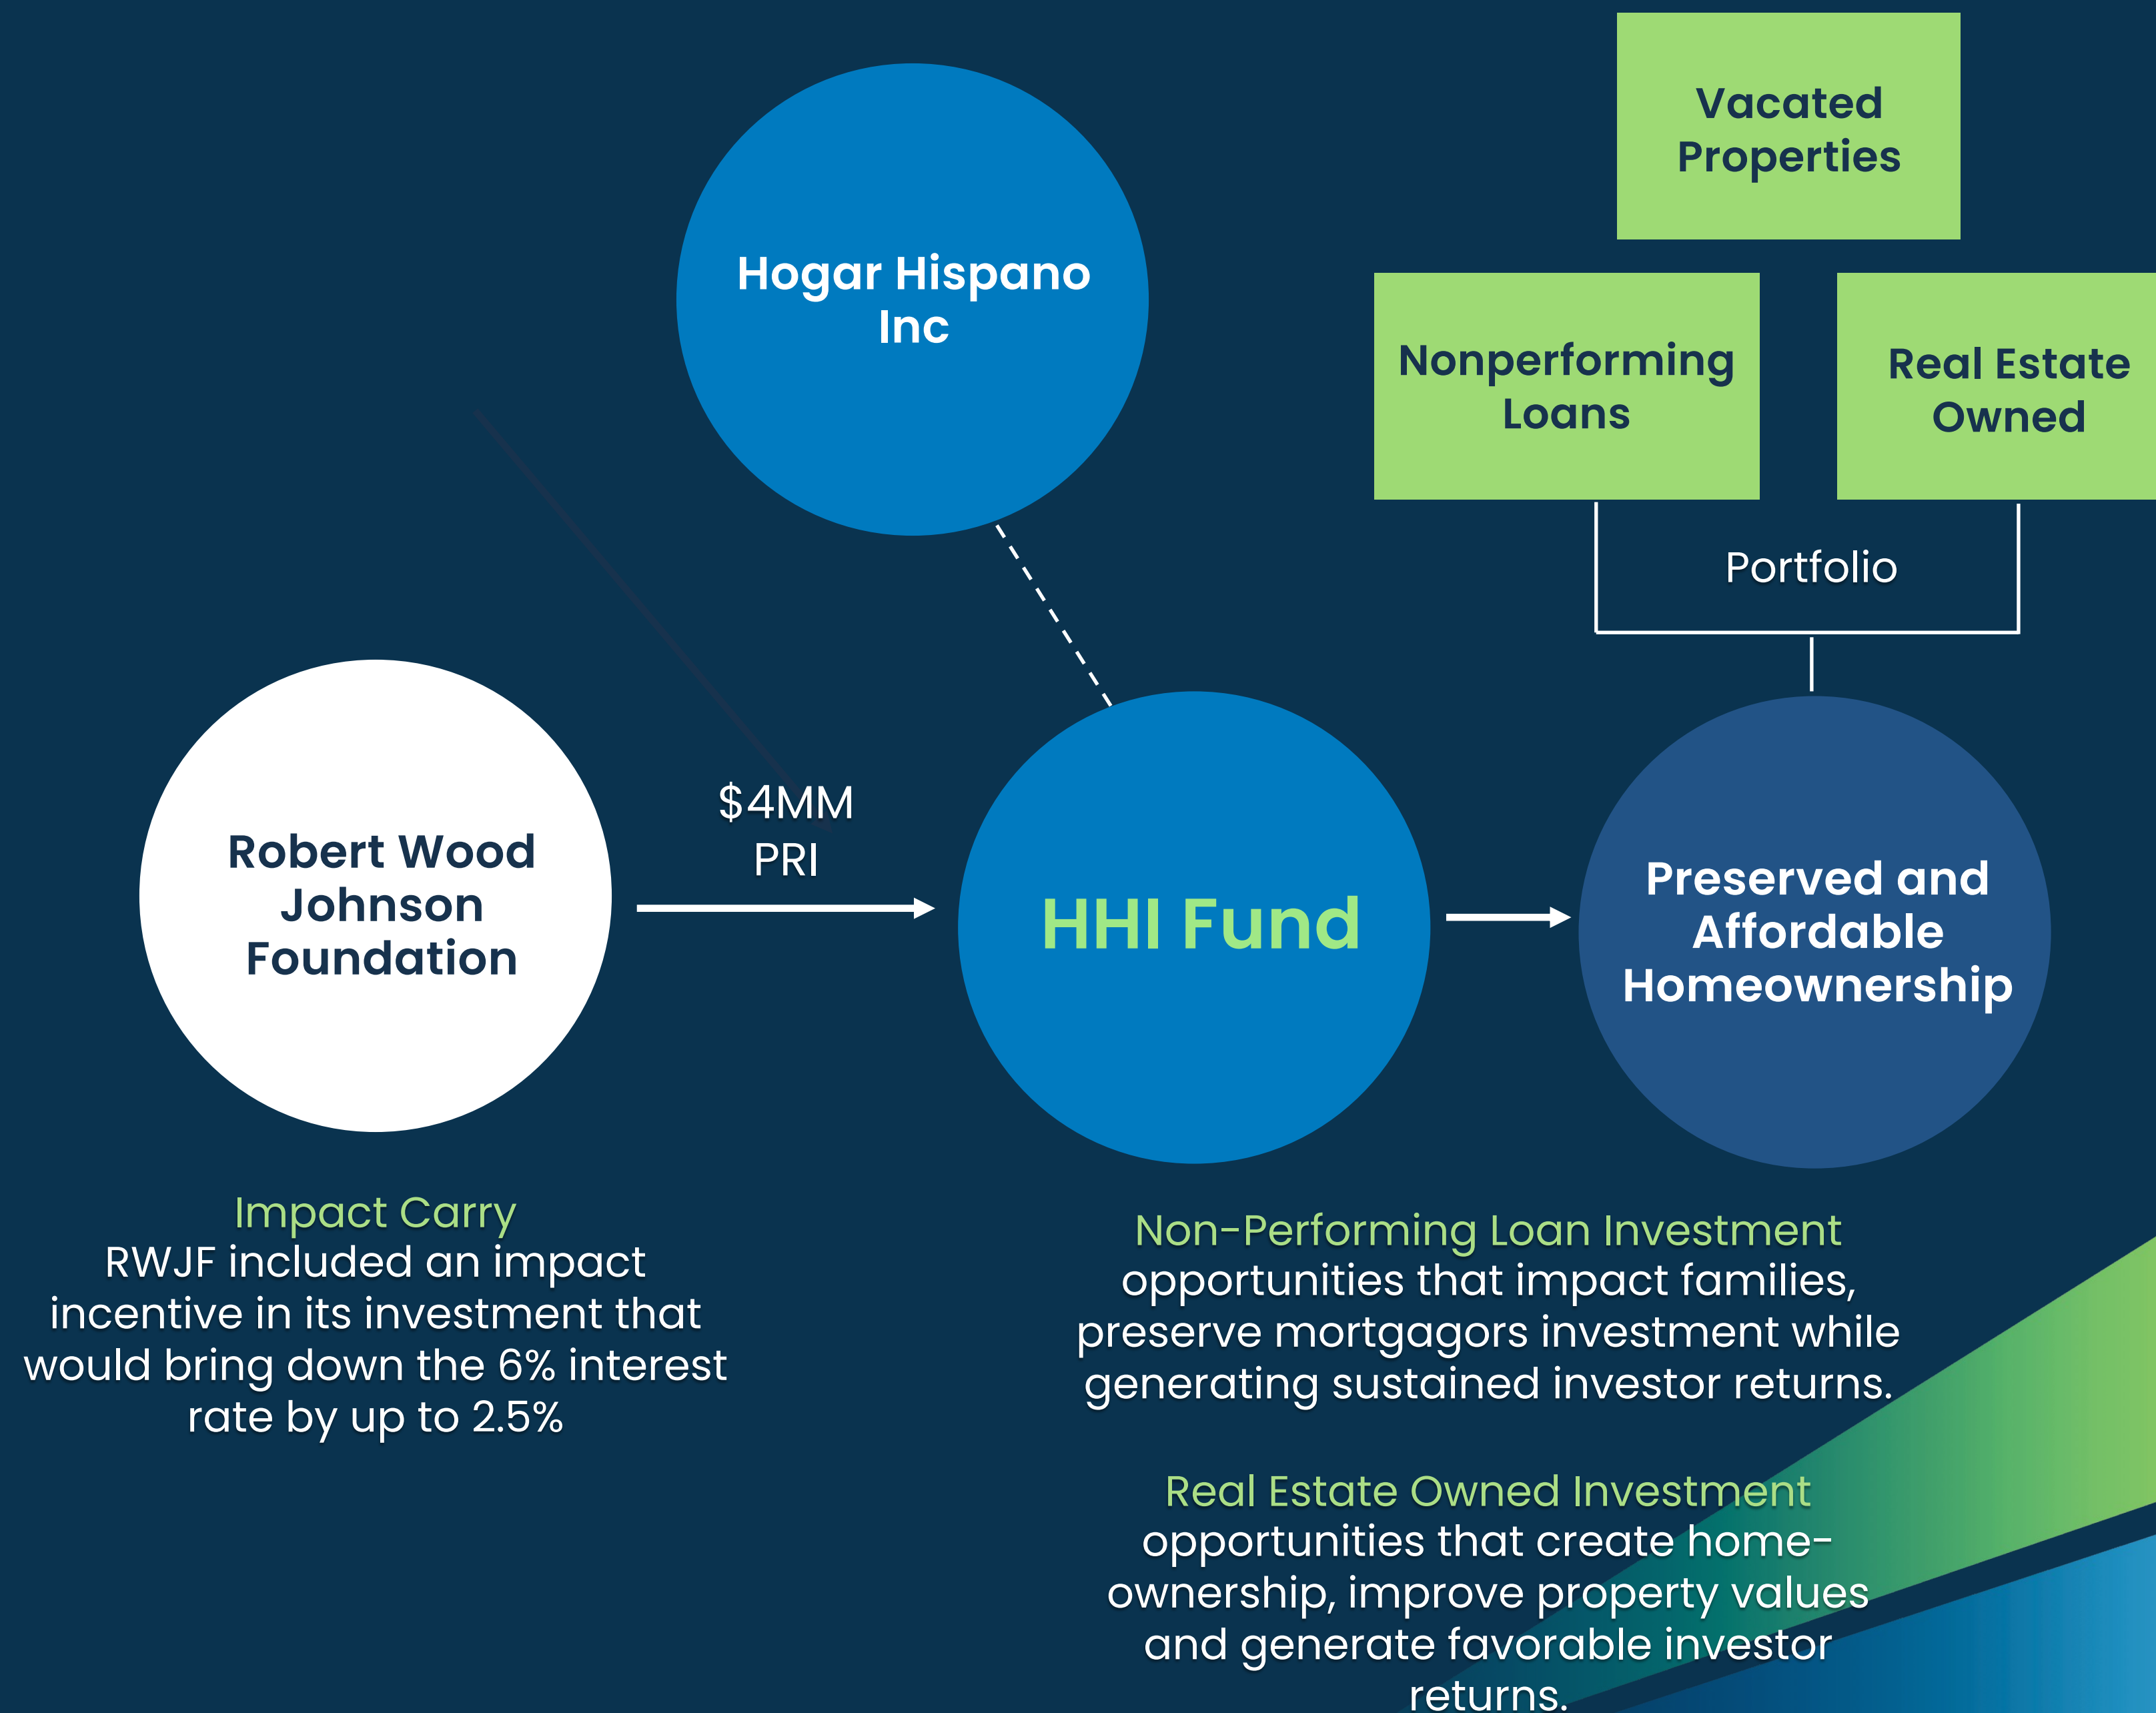 Vacated
Properties
Hogar Hispano
Inc
Nonperforming
Loans
Real Estate
Owned
Portfolio
Robert Wood
Johnson
Foundation
$4MM
PRI
HHI Fund
Preserved and
Affordable
Homeownership
Impact Carry
RWJF included an impact
incentive in its investment that
would bring down the 6% interest
rate by up to 2.5%
Non-Performing Loan Investment
opportunities that impact families,
preserve mortgagors investment while
generating sustained investor returns.
Real Estate Owned Investment
opportunities that create home-
ownership, improve property values
and generate favorable investor
returns.